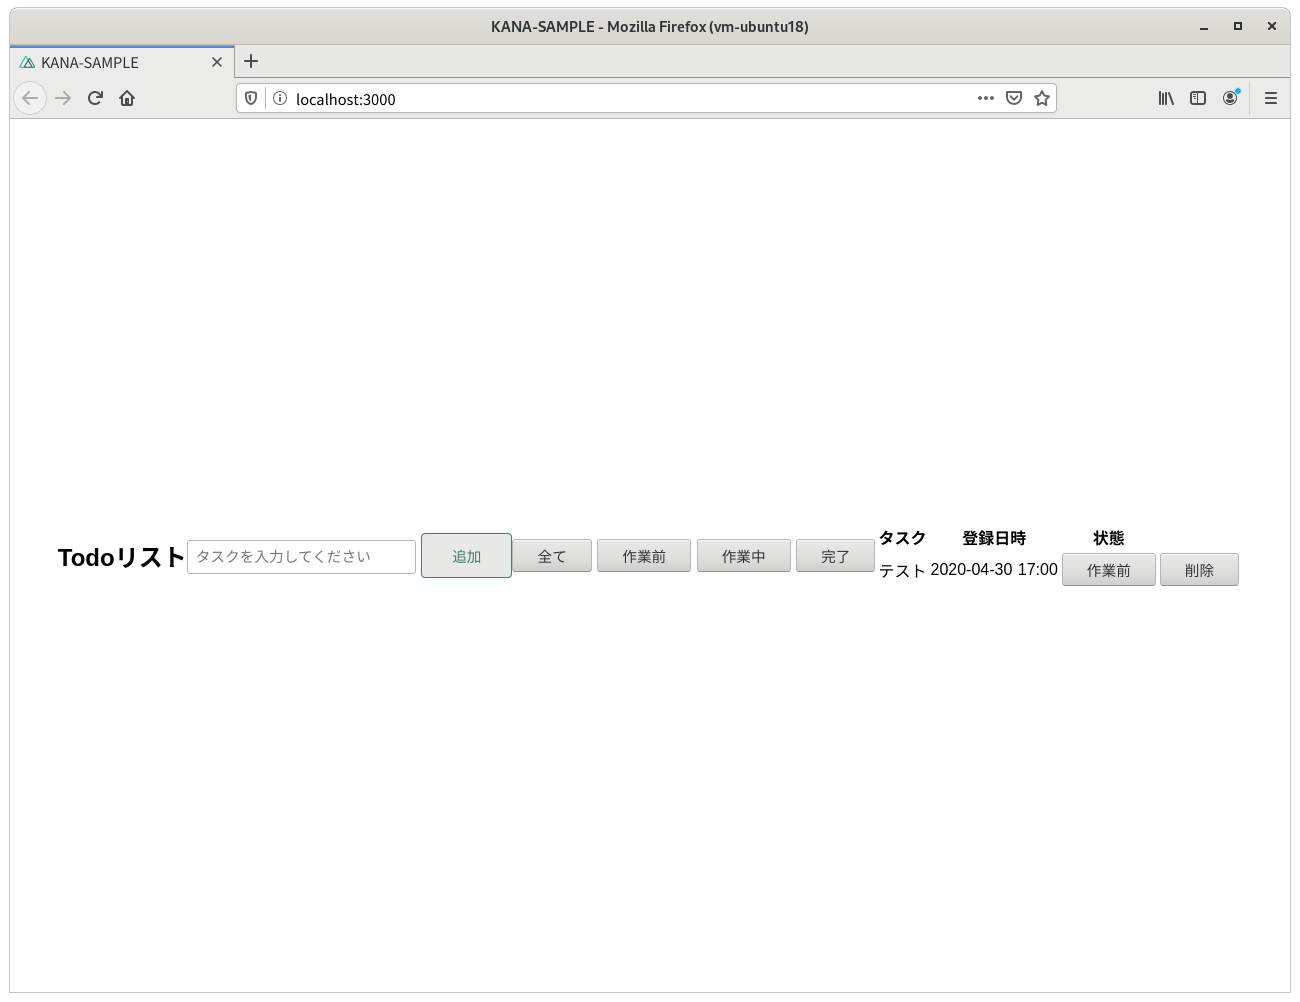 KANA-SAMPLE - Mozilla Firefox (vm-ubuntu18)
KANA-SAMPLE
localhost:3000
Todoリスト
タスクを入力してください
追加
全て
作業前
作業中
完了
タスク 登録日時 状態
テスト 2020-04-30 17:00 作業前 削除